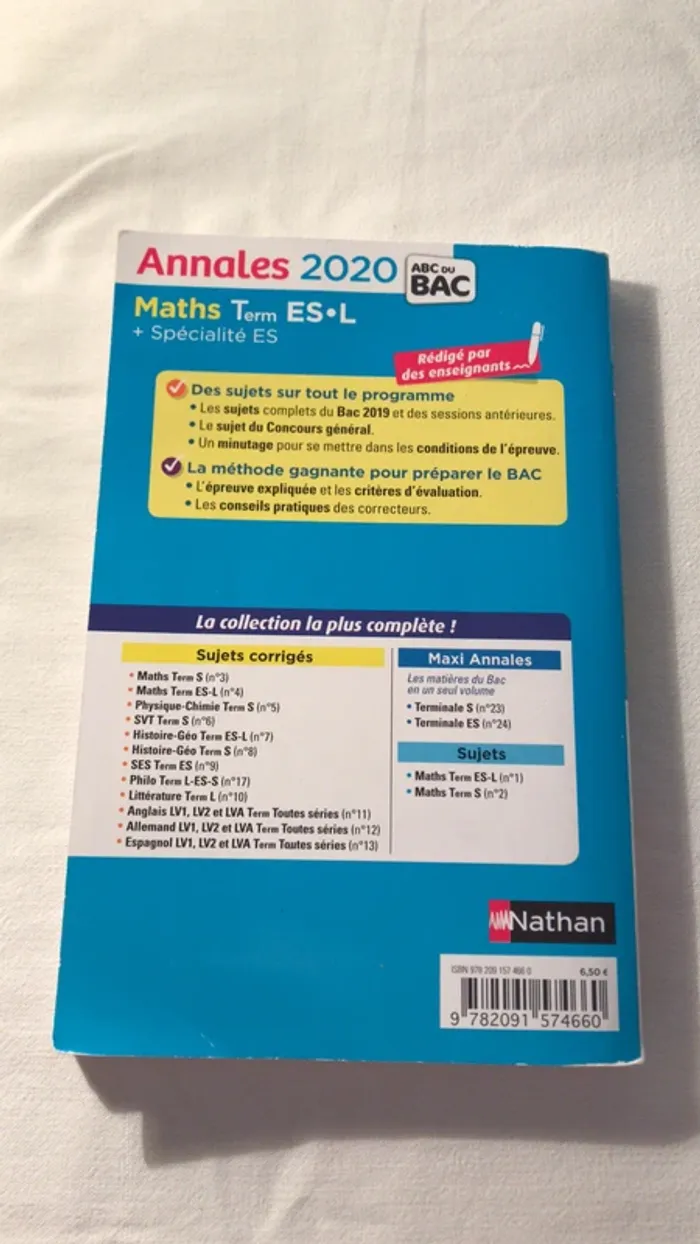 Annales 2020
ABC DU
BAC
Maths Term ES•L
+ Spécialité ES
Rédigé par
des enseignants
Des sujets sur tout le programme
• Les sujets complets du Bac 2019 et des sessions antérieures.
• Le sujet du Concours général.
• Un minutage pour se mettre dans les conditions de l'épreuve.
La méthode gagnante pour préparer le BAC
• L'épreuve expliquée et les critères d'évaluation.
• Les conseils pratiques des correcteurs.
La collection la plus complète !
Sujets corrigés
• Maths Term S (n°3)
• Maths Term ES-L (n°4)
• Physique-Chimie Term S (n°5)
• SVT Term S (n°6)
• Histoire-Géo Term ES-L (n°7)
• Histoire-Géo Term S (n°8)
• SES Term ES (n°9)
• Philo Term L-ES-S (n°17)
• Littérature Term L (n°10)
• Anglais LV1, LV2 et LVA Term Toutes séries (n°11)
• Allemand LV1, LV2 et LVA Term Toutes séries (n°12)
• Espagnol LV1, LV2 et LVA Term Toutes séries (n°13)
Maxi Annales
Les matières du Bac
en un seul volume
• Terminale S (n°23)
• Terminale ES (n°24)
Sujets
• Maths Term ES-L (n°1)
• Maths Term S (n°2)
Nathan
ISBN 978 209 157 466 0 6,50 €
9 782091 574660